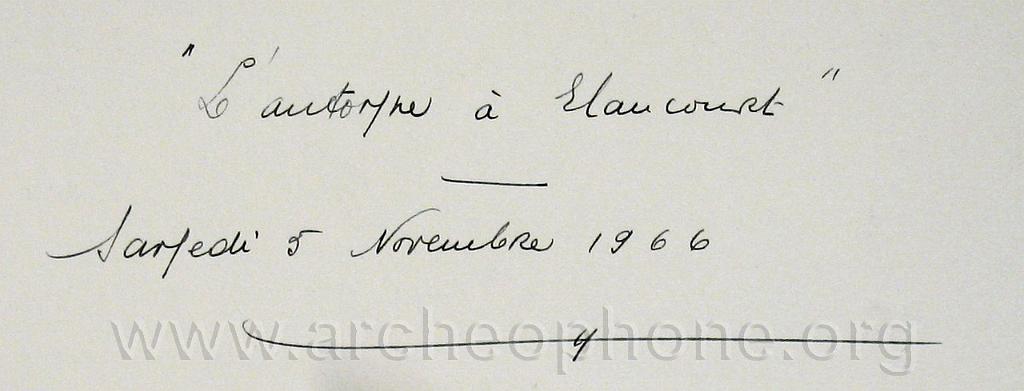 "L'automne à Elancourt"
Samedi 5 Novembre 1966
www.archeophone.org